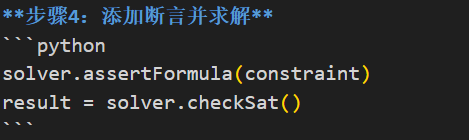 **步骤4：添加断言并求解**
```python
solver.assertFormula(constraint)
result = solver.checkSat()
```